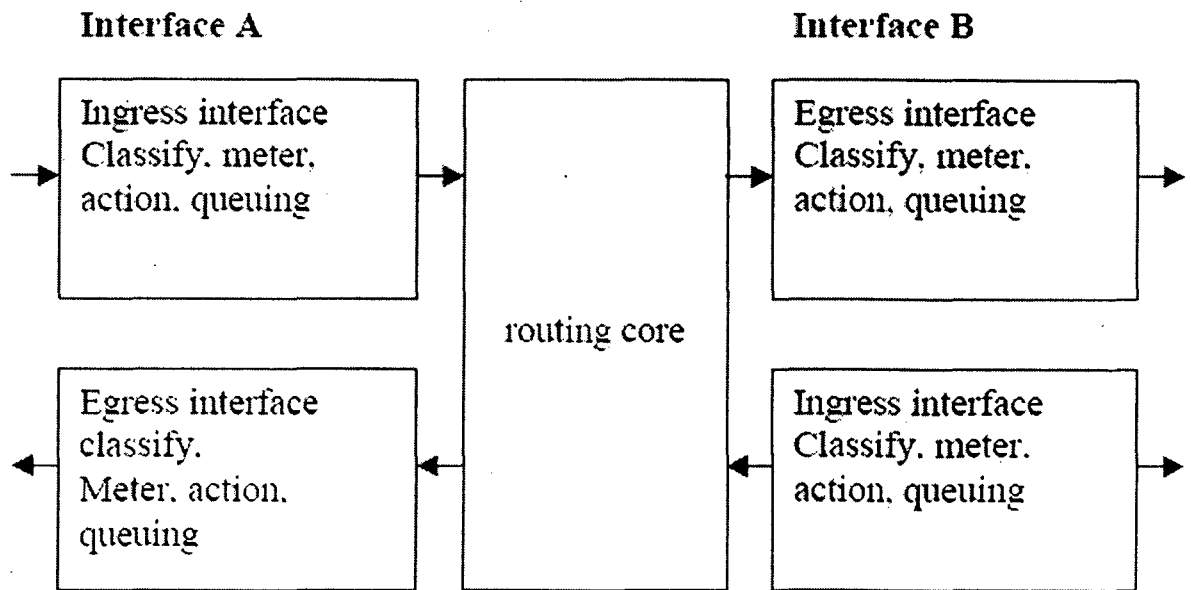 Interface A
Interface B
Ingress interface
Classify, meter,
action, queuing
Egress interface
Classify, meter,
action, queuing
routing core
Egress interface
classify.
Meter, action,
queuing
Ingress interface
Classify, meter,
action, queuing